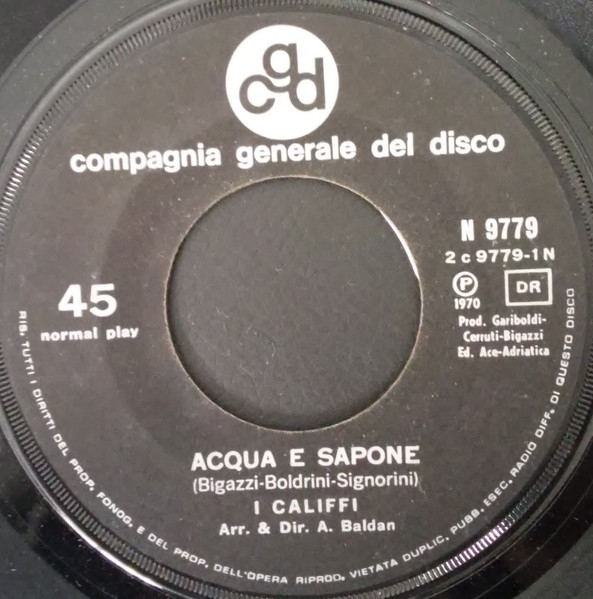 cgd
compagnia generale del disco
N 9779
2 c 9779-1 N
P DR
1970
Prod. Gariboldi-
Cerruti-Bigazzi
Ed. Ace-Adriatica
45
normal play
ACQUA E SAPONE
(Bigazzi-Boldrini-Signorini)
I CALIFFI
Arr. & Dir. A. Baldan
RIS. TUTTI I DIRITTI DEL PROP. FONOG. E DEL PROP. DELL'OPERA RIPROD. VIETATA DUPLIC. PUBB. ESEC. RADIO DIFF. DI QUESTO DISCO